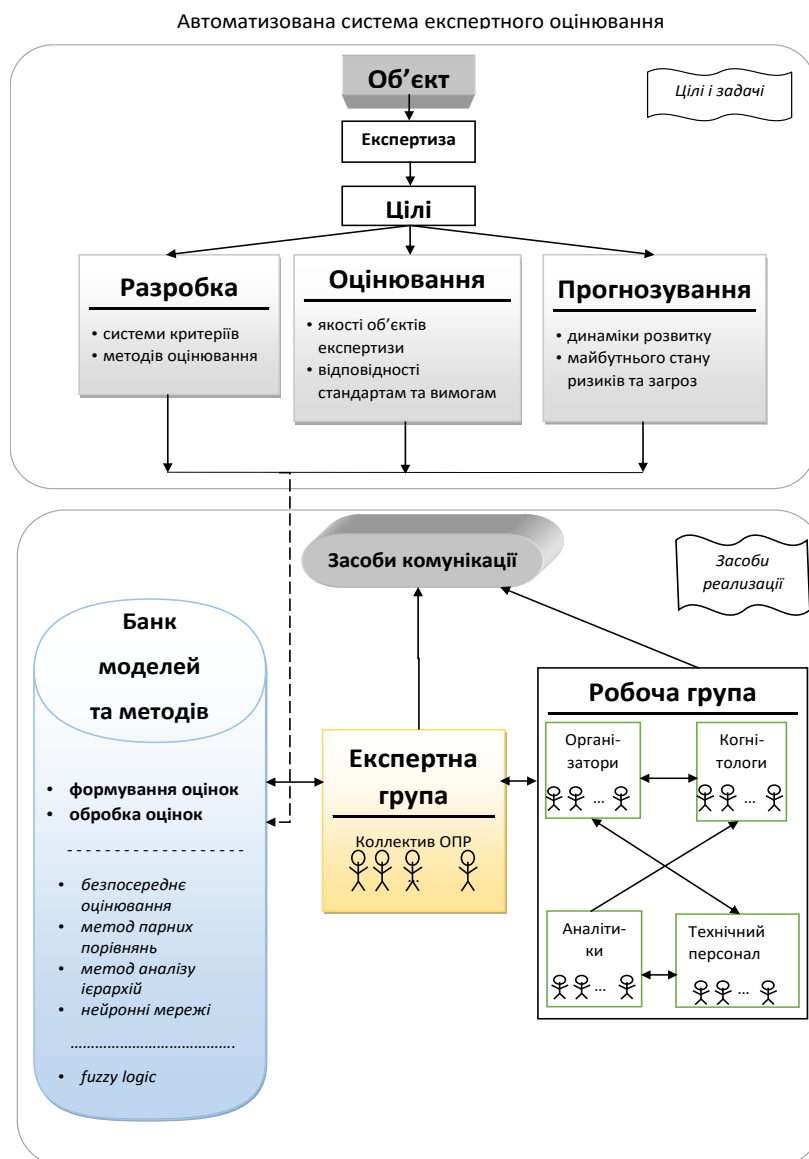 Автоматизована система експертного оцінювання
Об’єкт
Цілі і задачі
Експертиза
Цілі
Разробка
• системи критеріїв
• методів оцінювання
Оцінювання
• якості об’єктів
експертизи
• відповідності
стандартам та вимогам
Прогнозування
• динаміки розвитку
• майбутнього стану
ризиків та загроз
Засоби комунікації
Засоби
реализації
Банк
моделей
та методів
• формування оцінок
• обробка оцінок
- - - - - - - - - - - - - - - - - - - -
• безпосереднє
оцінювання
• метод парних
порівнянь
• метод аналізу
ієрархій
• нейронні мережі
………………………………….
• fuzzy logic
Експертна
група
Коллектив ОПР
...
Робоча група
Органі-
затори
...
Когні-
тологи
...
Аналіти-
ки
...
Технічний
персонал
...